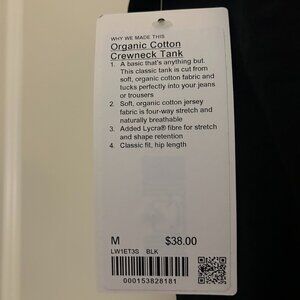 WHY WE MADE THIS
Organic Cotton
Crewneck Tank
1. A basic that's anything but.
This classic tank is cut from
soft, organic cotton fabric and
tucks perfectly into your jeans
or trousers
2. Soft, organic cotton jersey
fabric is four-way stretch and
naturally breathable
3. Added Lycra® fibre for stretch
and shape retention
4. Classic fit, hip length
M $38.00
LW1ET3S BLK
000153828181